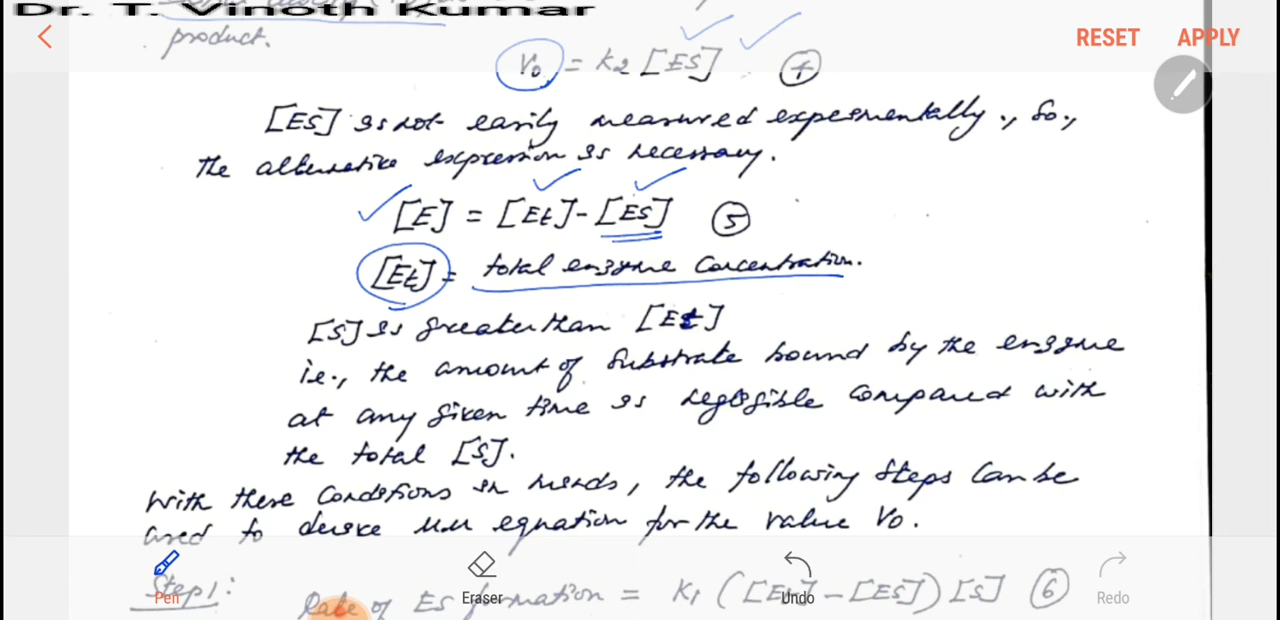 Dr. T. Vinoth Kumar
product.
RESET APPLY
V₀ = K₂ [ES] ④
[ES] is not easily measured expermentally., So.,
the alternative expression is necessary.
[E] = [Et] - [ES] ⑤
[Et] = total enzyme Concentration.
[S] is greater than [Et]
i.e., the amount of Substrate bound by the enzyme
at any given time is negligible compared with
the total [S].
With these Conditions in minds, the following Steps Can be
used to derive MM equation for the value V₀.
Step1:
Rate of ES formation = K₁ ([Et] - [ES]) [S] ⑥
Pen Eraser Undo Redo